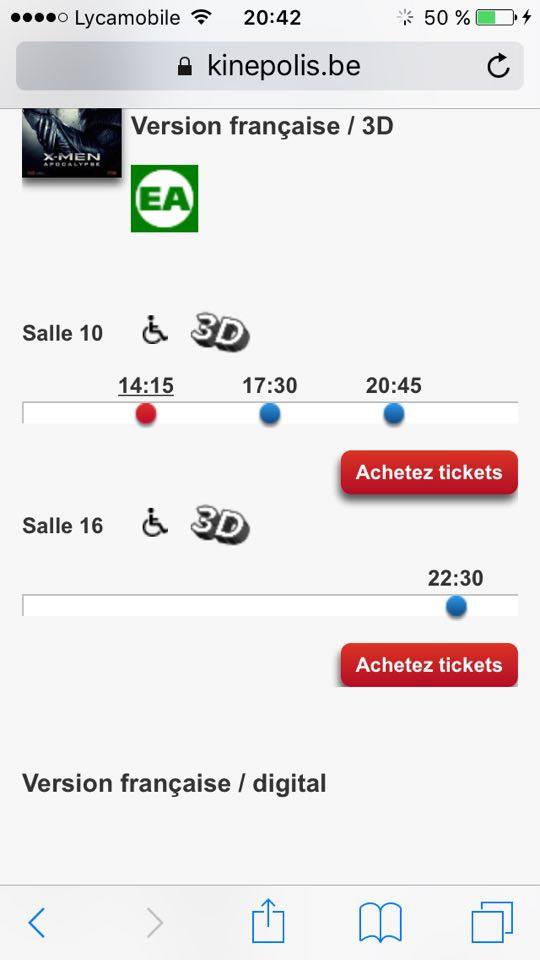 Lycamobile 20:42 50 %
kinepolis.be
X-MEN
APOCALYPSE
Version française / 3D
EA
Salle 10 3D
14:15 17:30 20:45
Achetez tickets
Salle 16 3D
22:30
Achetez tickets
Version française / digital